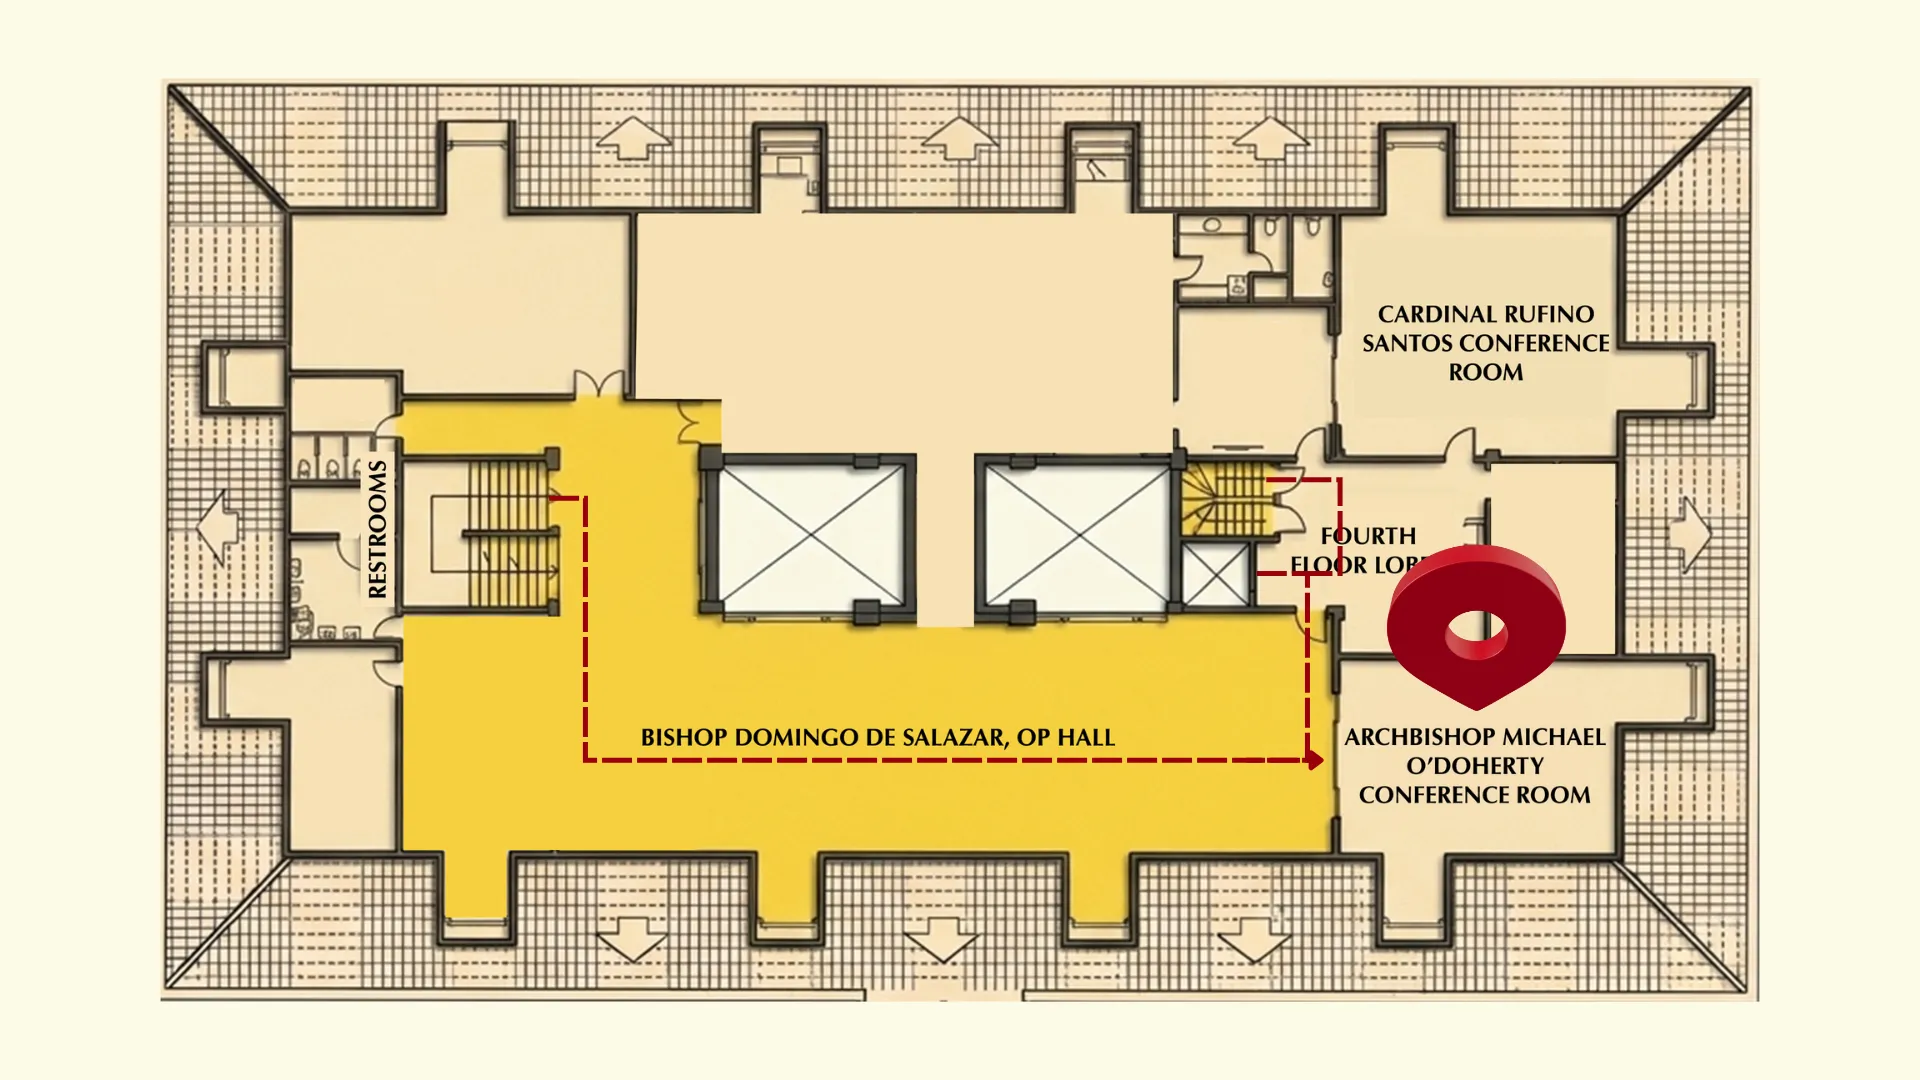 CARDINAL RUFINO
SANTOS CONFERENCE
ROOM
RESTROOMS
FOURTH
FLOOR
BISHOP DOMINGO DE SALAZAR, OP HALL
ARCHBISHOP MICHAEL
O’DOHERTY
CONFERENCE ROOM